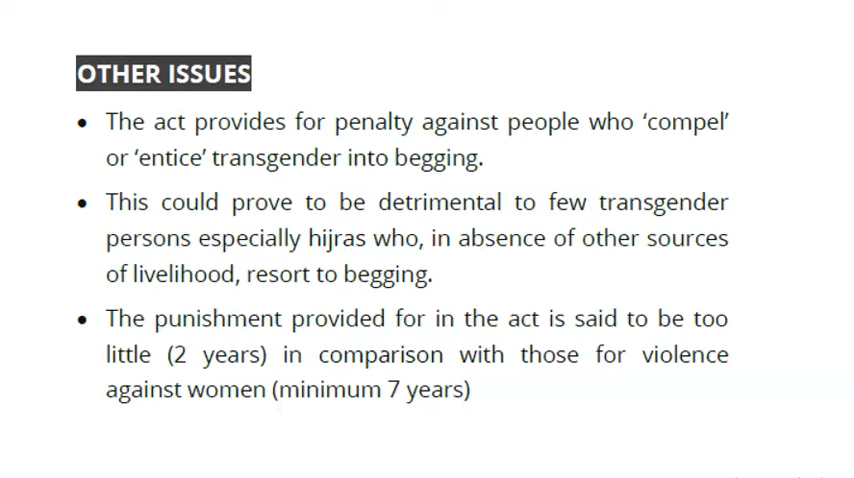 OTHER ISSUES
• The act provides for penalty against people who ‘compel’
or ‘entice’ transgender into begging.
• This could prove to be detrimental to few transgender
persons especially hijras who, in absence of other sources
of livelihood, resort to begging.
• The punishment provided for in the act is said to be too
little (2 years) in comparison with those for violence
against women (minimum 7 years)